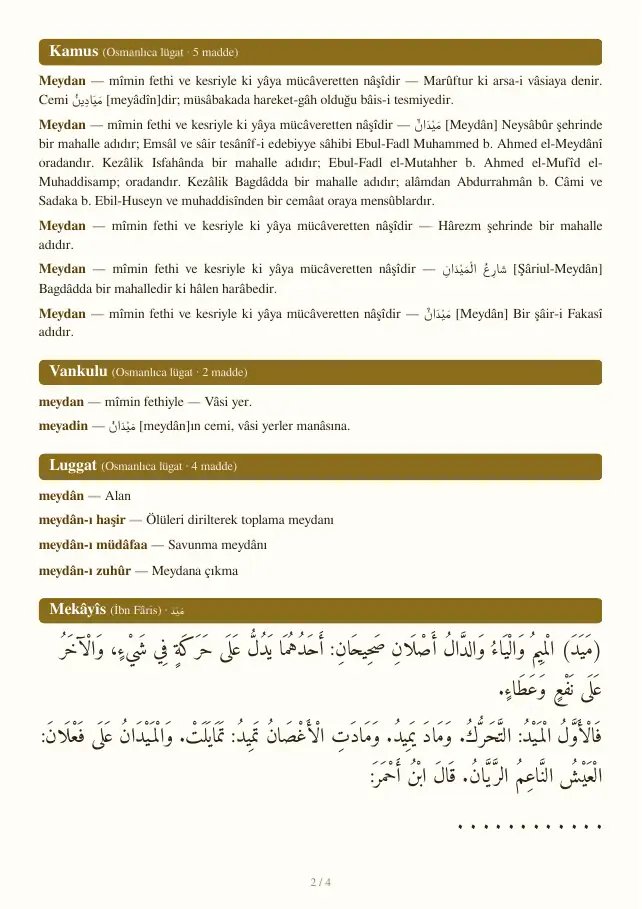 Kamus (Osmanlıca lügat · 5 madde)
Meydan — mîmin fethi ve kesriyle ki yâya mücâveretten nâşîdir — Marûftur ki arsa-i vâsiaya denir.
Cemi مَيَادِينُ [meyâdîn]dir; müsâbakada hareket-gâh olduğu bâis-i tesmiyedir.
Meydan — mîmin fethi ve kesriyle ki yâya mücâveretten nâşîdir — مَيْدَانٌ [Meydân] Neysâbûr şehrinde
bir mahalle adıdır; Emsâl ve sâir tesânîf-i edebiyye sâhibi Ebul-Fadl Muhammed b. Ahmed el-Meydânî
oradandır. Kezâlik Isfahânda bir mahalle adıdır; Ebul-Fadl el-Mutahher b. Ahmed el-Mufîd el-
Muhaddisamp; oradandır. Kezâlik Bagdâdda bir mahalle adıdır; alâmdan Abdurrahmân b. Câmi ve
Sadaka b. Ebil-Huseyn ve muhaddisînden bir cemâat oraya mensûblardır.
Meydan — mîmin fethi ve kesriyle ki yâya mücâveretten nâşîdir — Hârezm şehrinde bir mahalle
adıdır.
Meydan — mîmin fethi ve kesriyle ki yâya mücâveretten nâşîdir — شَارِعُ الْمَيْدَانِ [Şâriul-Meydân]
Bagdâdda bir mahalledir ki hâlen harâbedir.
Meydan — mîmin fethi ve kesriyle ki yâya mücâveretten nâşîdir — مَيْدَانٌ [Meydân] Bir şâir-i Fakasî
adıdır.
Vankulu (Osmanlıca lügat · 2 madde)
meydan — mîmin fethiyle — Vâsi yer.
meyadin — مَيْدَانُ [meydân]ın cemi, vâsi yerler manâsına.
Luggat (Osmanlıca lügat · 4 madde)
meydân — Alan
meydân-ı haşir — Ölüleri dirilterek toplama meydanı
meydân-ı müdâfaa — Savunma meydânı
meydân-ı zuhûr — Meydana çıkma
Mekâyîs (İbn Fâris) · مَيَدَ
(مَيَدَ) الْمِيمُ وَالْيَاءُ وَالدَّالُ أَصْلَانِ صَحِيحَانِ: أَحَدُهُمَا يَدُلُّ عَلَى حَرَكَةٍ فِي شَيْءٍ، وَالْآخَرُ
عَلَى نَفْعٍ وَعَطَاءٍ.
فَالْأَوَّلُ الْمَيْدُ: التَّحَرُّكُ. وَمَادَ يَمِيدُ. وَمَادَتِ الْأَغْصَانُ تَمِيدُ: تَمَايَلَتْ. وَالْمَيْدَانُ عَلَى فَعْلَانَ:
الْعَيْشُ النَّاعِمُ الرَّيَّانُ. قَالَ ابْنُ أَحْمَرَ:
. . . . . . . . . . . .
2 / 4